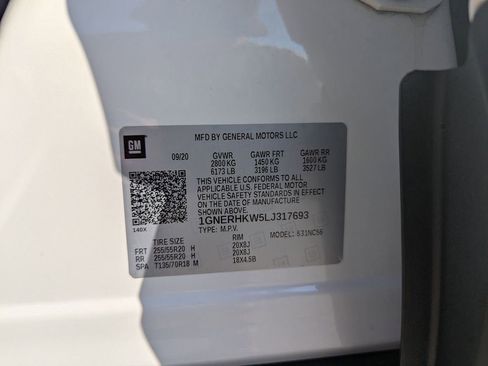 MFD BY GENERAL MOTORS LLC
GM
09/20 GVWR GAWR FRT GAWR RR
2800 KG 1450 KG 1600 KG
6173 LB 3196 LB 3527 LB
THIS VEHICLE CONFORMS TO ALL
APPLICABLE U.S. FEDERAL MOTOR
VEHICLE SAFETY STANDARDS IN EFFECT
ON THE DATE OF MANUFACTURE SHOWN ABOVE.
1GNERHKW5LJ317693
140X
TYPE: M.P.V. MODEL:
TIRE SIZE RIM
FRT 255/55R20 H 20X8J
RR 255/55R20 H 20X8J
SPA T135/70R18 M 18X4.5B